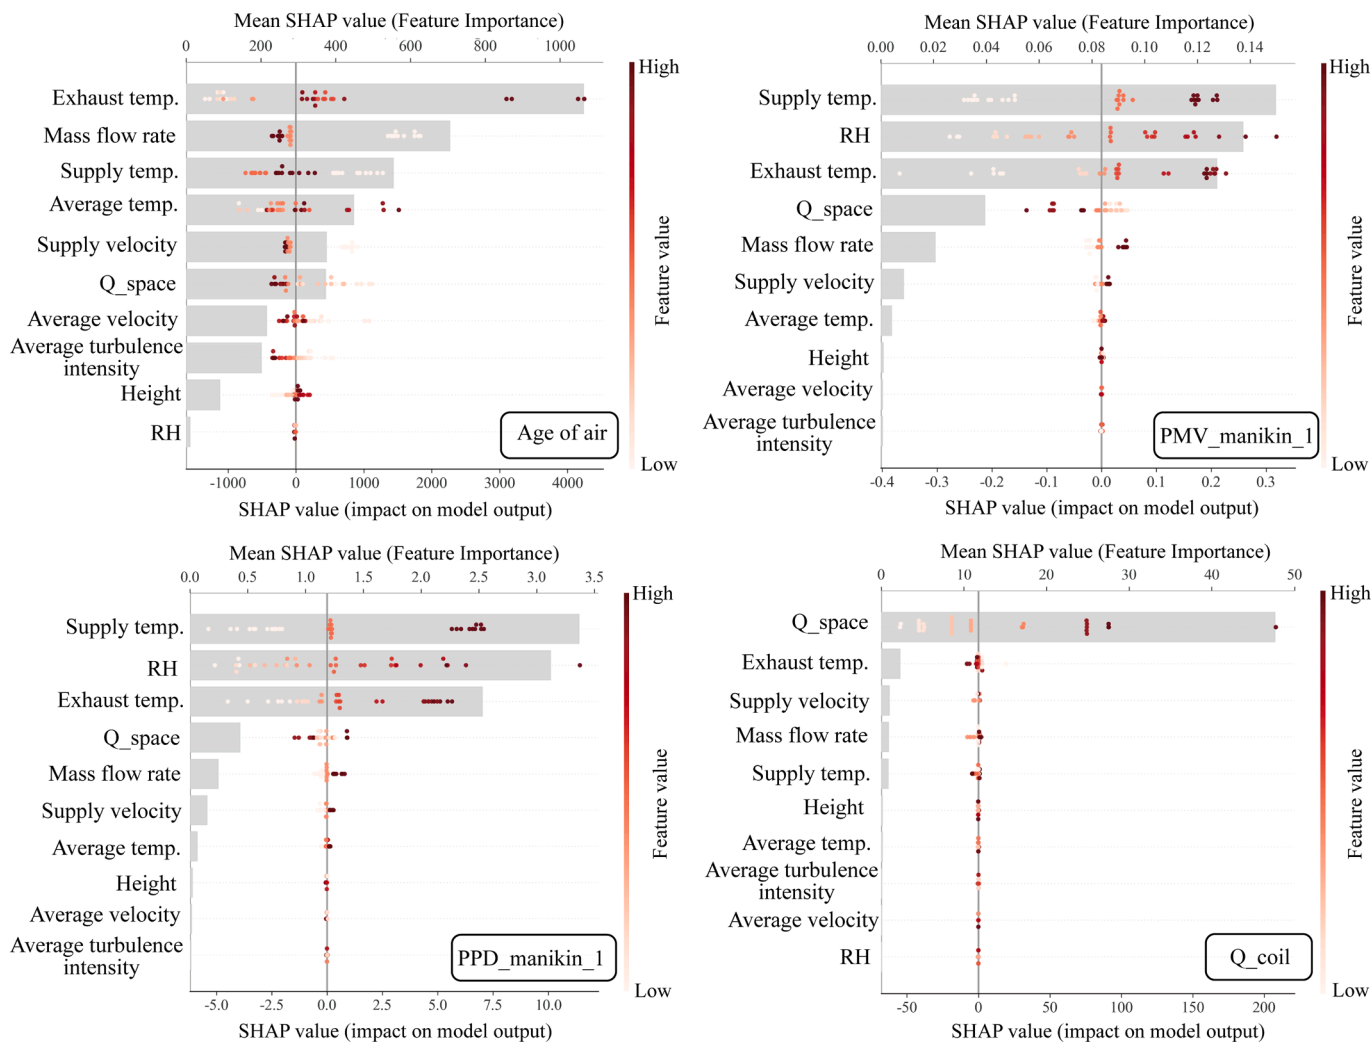 Mean SHAP value (Feature Importance)
0 200 400 600 800 1000
Exhaust temp.
Mass flow rate
Supply temp.
Average temp.
Supply velocity
Q_space
Average velocity
Average turbulence
intensity
Height
RH
Age of air
-1000 0 1000 2000 3000 4000
SHAP value (impact on model output)
High
Feature value
Low
Mean SHAP value (Feature Importance)
0.00 0.02 0.04 0.06 0.08 0.10 0.12 0.14
Supply temp.
RH
Exhaust temp.
Q_space
Mass flow rate
Supply velocity
Average temp.
Height
Average velocity
Average turbulence
intensity
PMV_manikin_1
-0.4 -0.3 -0.2 -0.1 0.0 0.1 0.2 0.3
SHAP value (impact on model output)
High
Feature value
Low
Mean SHAP value (Feature Importance)
0.0 0.5 1.0 1.5 2.0 2.5 3.0 3.5
Supply temp.
RH
Exhaust temp.
Q_space
Mass flow rate
Supply velocity
Average temp.
Height
Average velocity
Average turbulence
intensity
PPD_manikin_1
-5.0 -2.5 0.0 2.5 5.0 7.5 10.0
SHAP value (impact on model output)
High
Feature value
Low
Mean SHAP value (Feature Importance)
0 10 20 30 40 50
Q_space
Exhaust temp.
Supply velocity
Mass flow rate
Supply temp.
Height
Average temp.
Average turbulence
intensity
Average velocity
RH
Q_coil
-50 0 50 100 150 200
SHAP value (impact on model output)
High
Feature value
Low